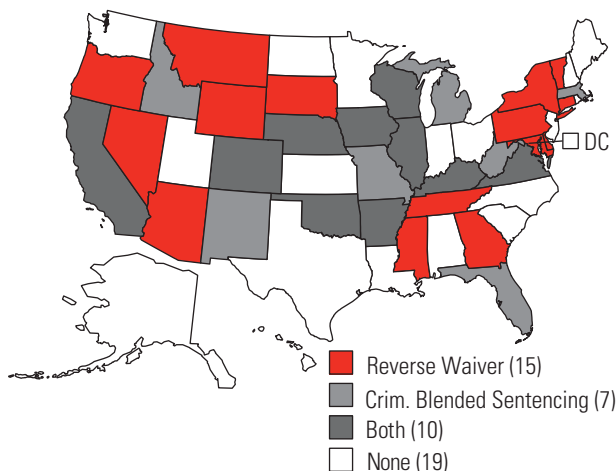 DC
Reverse Waiver (15)
Crim. Blended Sentencing (7)
Both (10)
None (19)